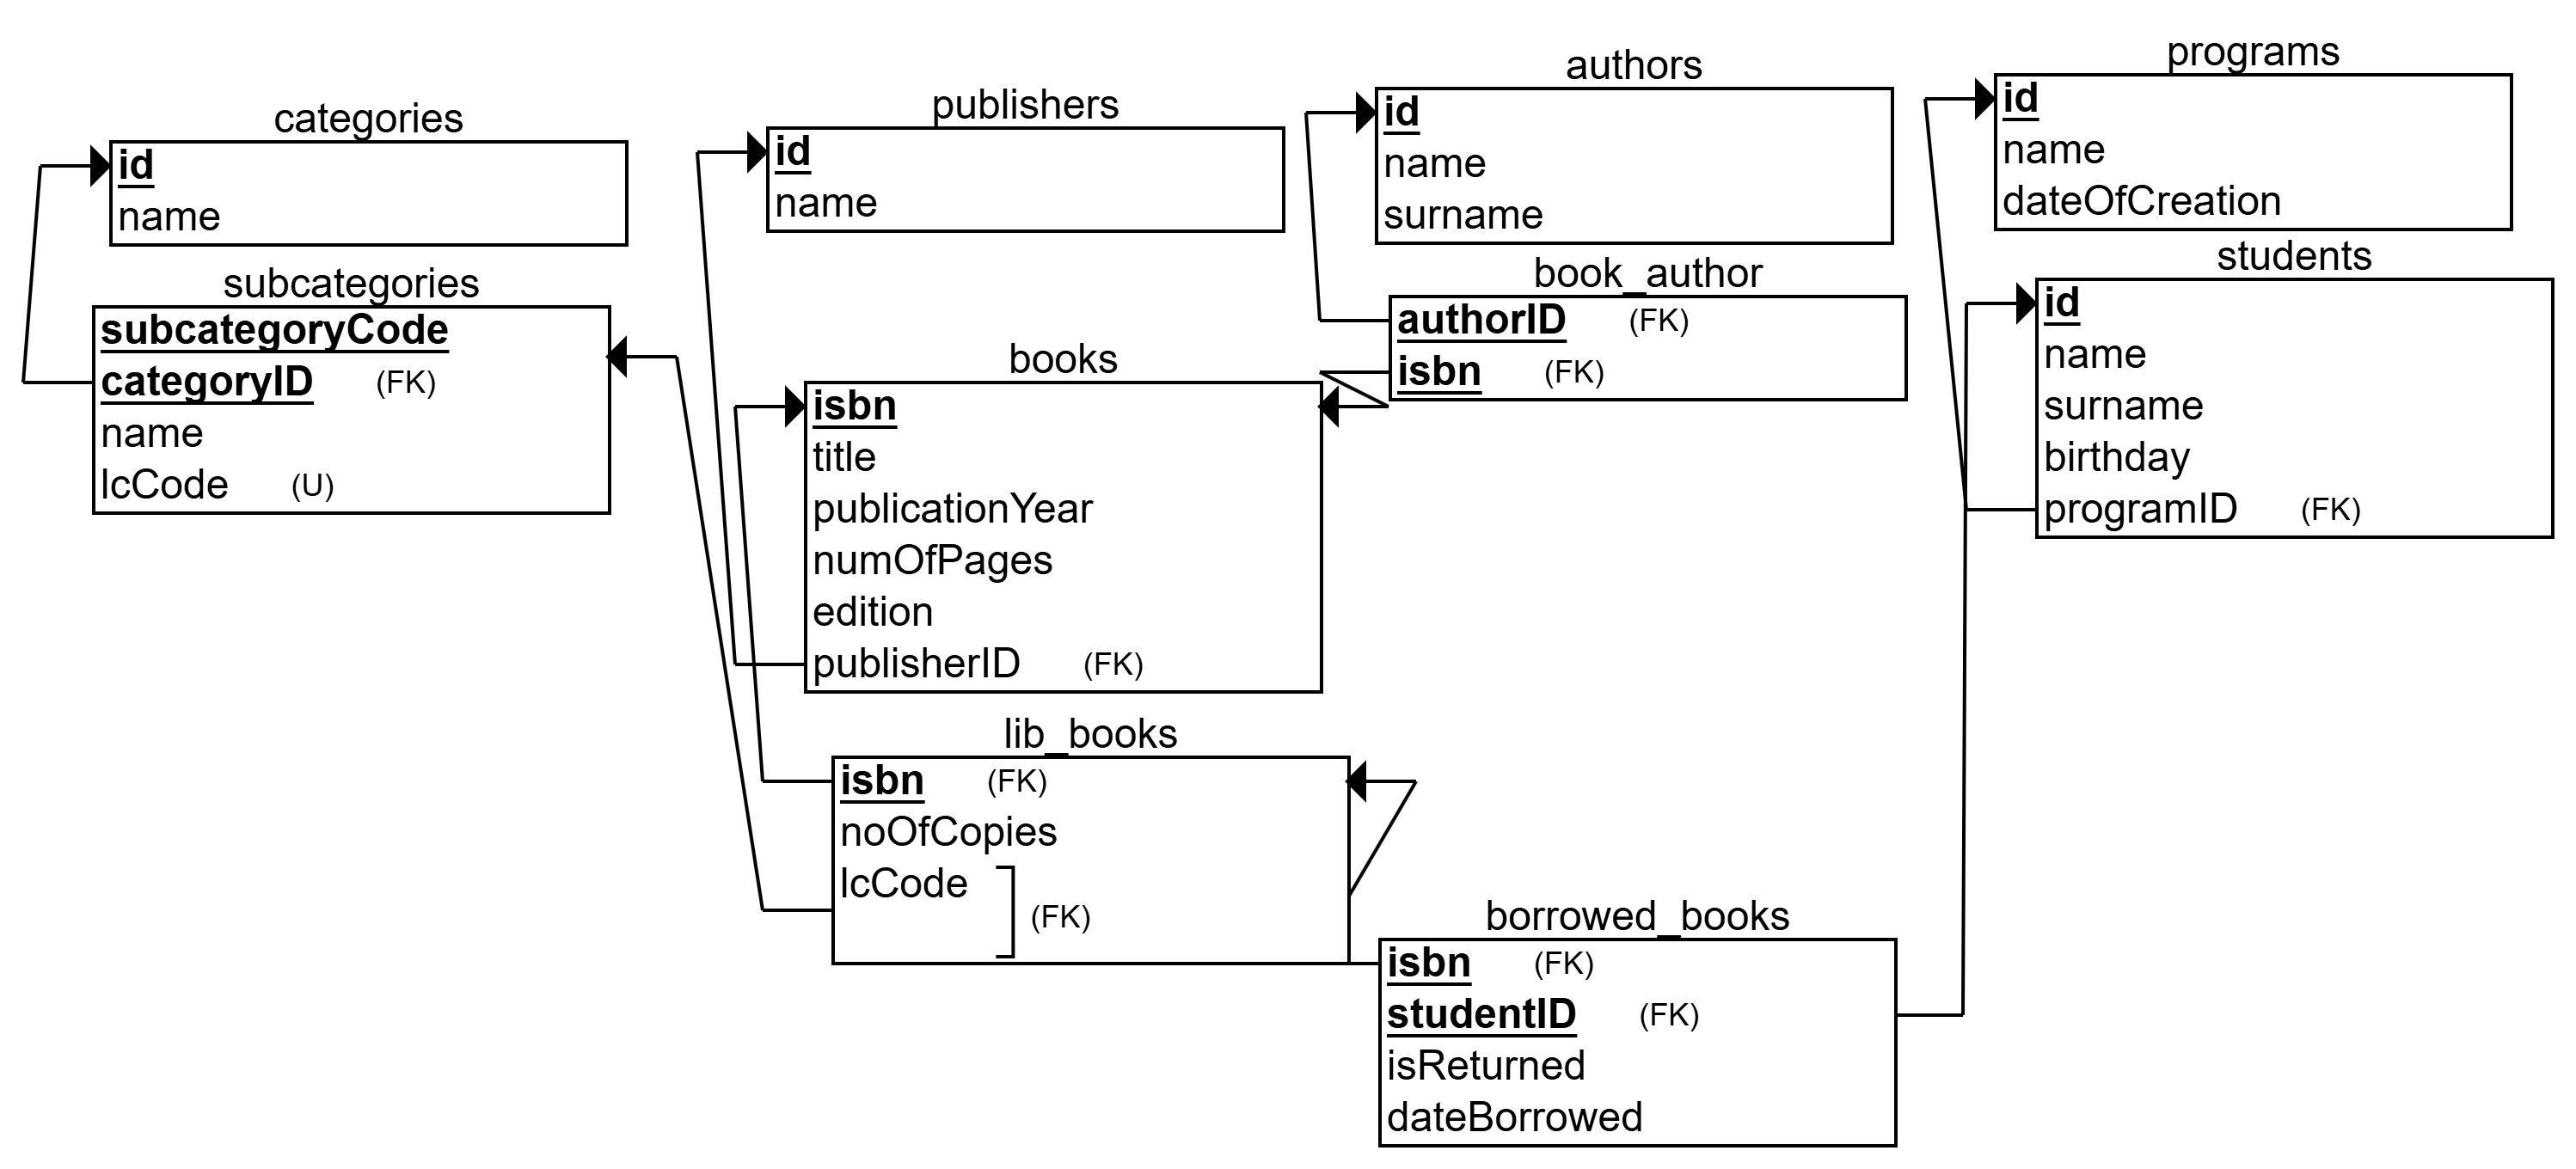 categories
id
name
subcategories
subcategoryCode
categoryID (FK)
name
lcCode (U)
publishers
id
name
books
isbn
title
publicationYear
numOfPages
edition
publisherID (FK)
lib_books
isbn (FK)
noOfCopies
lcCode
(FK)
authors
id
name
surname
book_author
authorID (FK)
isbn (FK)
borrowed_books
isbn (FK)
studentID (FK)
isReturned
dateBorrowed
programs
id
name
dateOfCreation
students
id
name
surname
birthday
programID (FK)